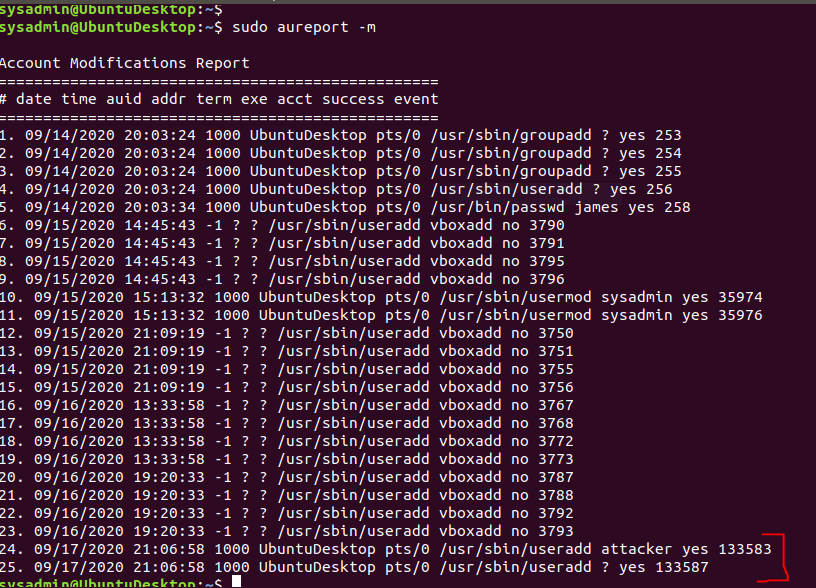 sysadmin@UbuntuDesktop:~$
sysadmin@UbuntuDesktop:~$ sudo aureport -m
Account Modifications Report
=================================================
# date time auid addr term exe acct success event
=================================================
1. 09/14/2020 20:03:24 1000 UbuntuDesktop pts/0 /usr/sbin/groupadd ? yes 253
2. 09/14/2020 20:03:24 1000 UbuntuDesktop pts/0 /usr/sbin/groupadd ? yes 254
3. 09/14/2020 20:03:24 1000 UbuntuDesktop pts/0 /usr/sbin/groupadd ? yes 255
4. 09/14/2020 20:03:24 1000 UbuntuDesktop pts/0 /usr/sbin/useradd ? yes 256
5. 09/14/2020 20:03:34 1000 UbuntuDesktop pts/0 /usr/bin/passwd james yes 258
6. 09/15/2020 14:45:43 -1 ? ? /usr/sbin/useradd vboxadd no 3790
7. 09/15/2020 14:45:43 -1 ? ? /usr/sbin/useradd vboxadd no 3791
8. 09/15/2020 14:45:43 -1 ? ? /usr/sbin/useradd vboxadd no 3795
9. 09/15/2020 14:45:43 -1 ? ? /usr/sbin/useradd vboxadd no 3796
10. 09/15/2020 15:13:32 1000 UbuntuDesktop pts/0 /usr/sbin/usermod sysadmin yes 35974
11. 09/15/2020 15:13:32 1000 UbuntuDesktop pts/0 /usr/sbin/usermod sysadmin yes 35976
12. 09/15/2020 21:09:19 -1 ? ? /usr/sbin/useradd vboxadd no 3750
13. 09/15/2020 21:09:19 -1 ? ? /usr/sbin/useradd vboxadd no 3751
14. 09/15/2020 21:09:19 -1 ? ? /usr/sbin/useradd vboxadd no 3755
15. 09/15/2020 21:09:19 -1 ? ? /usr/sbin/useradd vboxadd no 3756
16. 09/16/2020 13:33:58 -1 ? ? /usr/sbin/useradd vboxadd no 3767
17. 09/16/2020 13:33:58 -1 ? ? /usr/sbin/useradd vboxadd no 3768
18. 09/16/2020 13:33:58 -1 ? ? /usr/sbin/useradd vboxadd no 3772
19. 09/16/2020 13:33:58 -1 ? ? /usr/sbin/useradd vboxadd no 3773
20. 09/16/2020 19:20:33 -1 ? ? /usr/sbin/useradd vboxadd no 3787
21. 09/16/2020 19:20:33 -1 ? ? /usr/sbin/useradd vboxadd no 3788
22. 09/16/2020 19:20:33 -1 ? ? /usr/sbin/useradd vboxadd no 3792
23. 09/16/2020 19:20:33 -1 ? ? /usr/sbin/useradd vboxadd no 3793
24. 09/17/2020 21:06:58 1000 UbuntuDesktop pts/0 /usr/sbin/useradd attacker yes 133583
25. 09/17/2020 21:06:58 1000 UbuntuDesktop pts/0 /usr/sbin/useradd ? yes 133587
sysadmin@UbuntuDesktop:~$